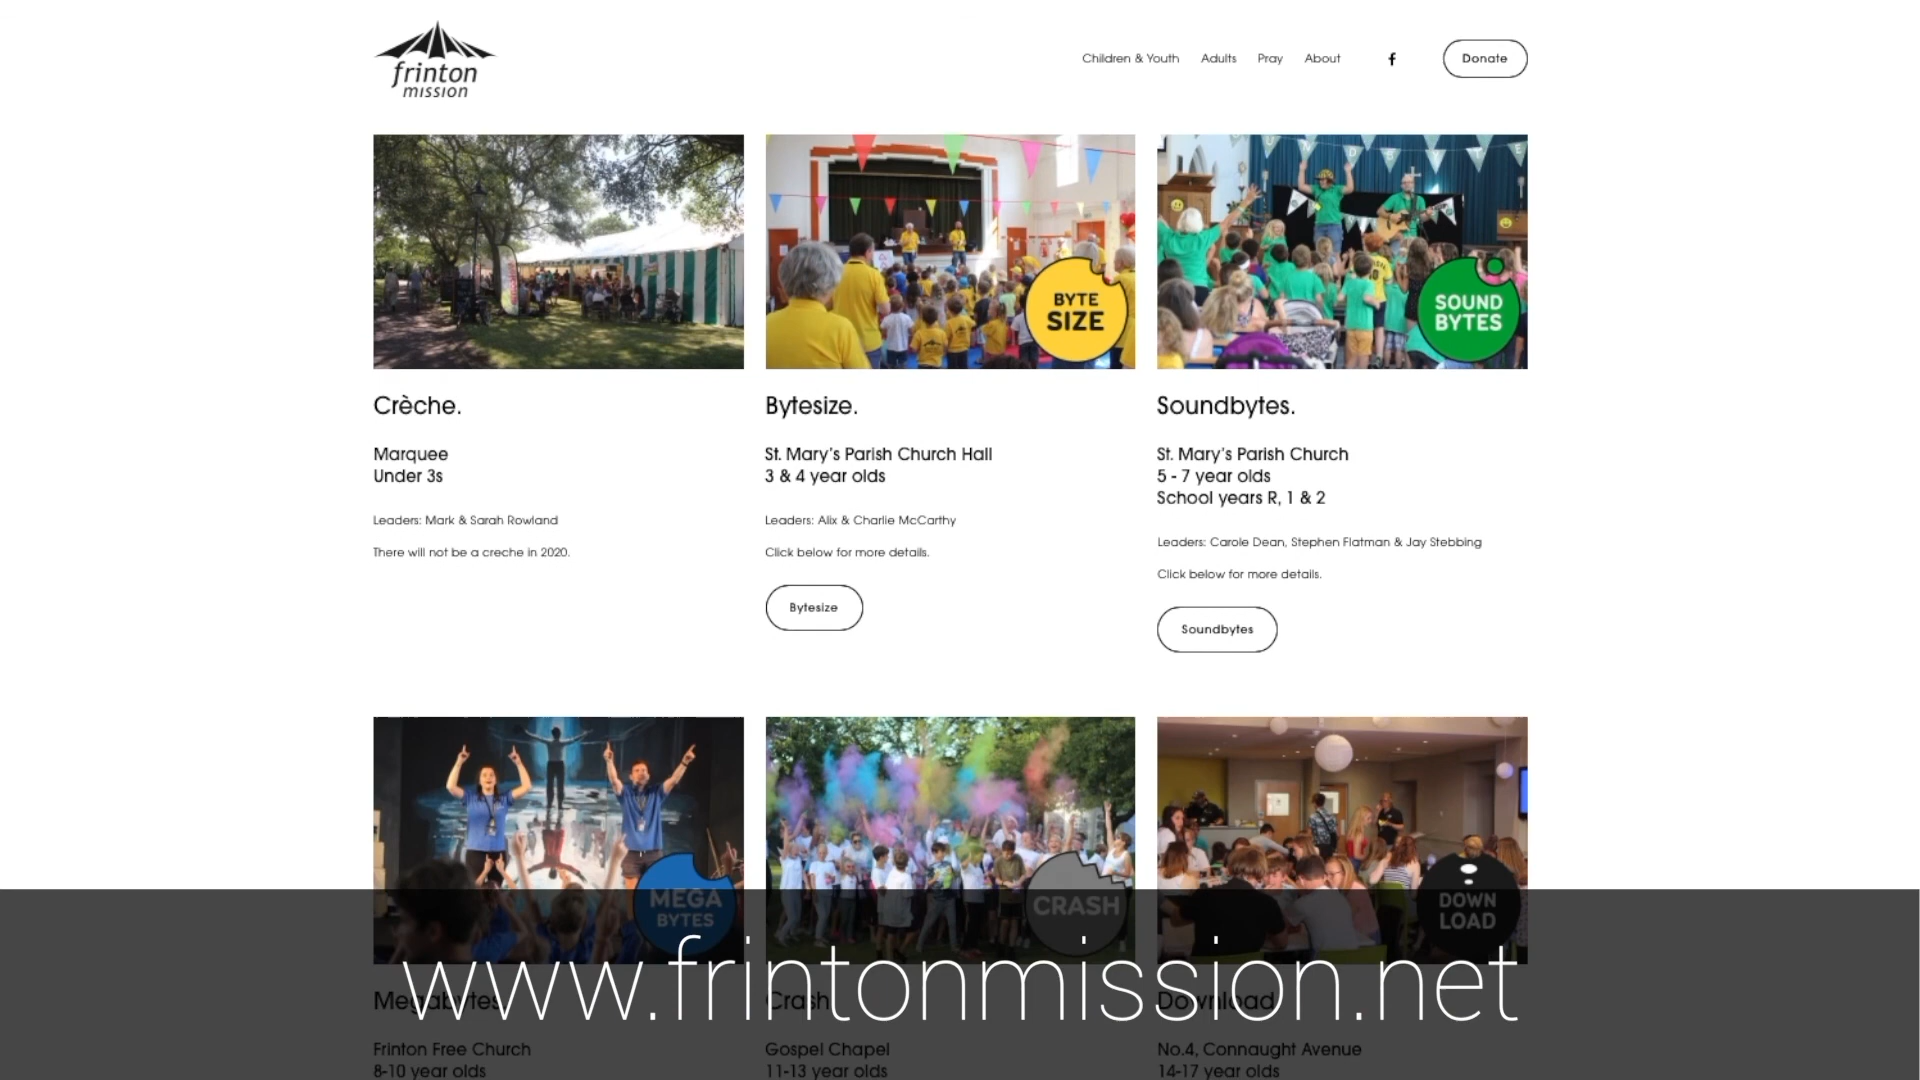 frinton
mission
Children & Youth
Adults
Pray
About
f
Donate
BYTE
SIZE
SOUND
BYTES
Crèche.
Marquee
Under 3s
Leaders: Mark & Sarah Rowland
There will not be a creche in 2020.
Bytesize.
St. Mary's Parish Church Hall
3 & 4 year olds
Leaders: Alix & Charlie McCarthy
Click below for more details.
Bytesize
Soundbytes.
St. Mary's Parish Church
5 - 7 year olds
School years R, 1 & 2
Leaders: Carole Dean, Stephen Flatman & Jay Stebbing
Click below for more details.
Soundbytes
MEGA
BYTES
CRASH
DOWN
LOAD
www.frintonmission.net
Megabytes.
Frinton Free Church
8-10 year olds
Crash
Gospel Chapel
11-13 year olds
Download
No.4, Connaught Avenue
14-17 year olds